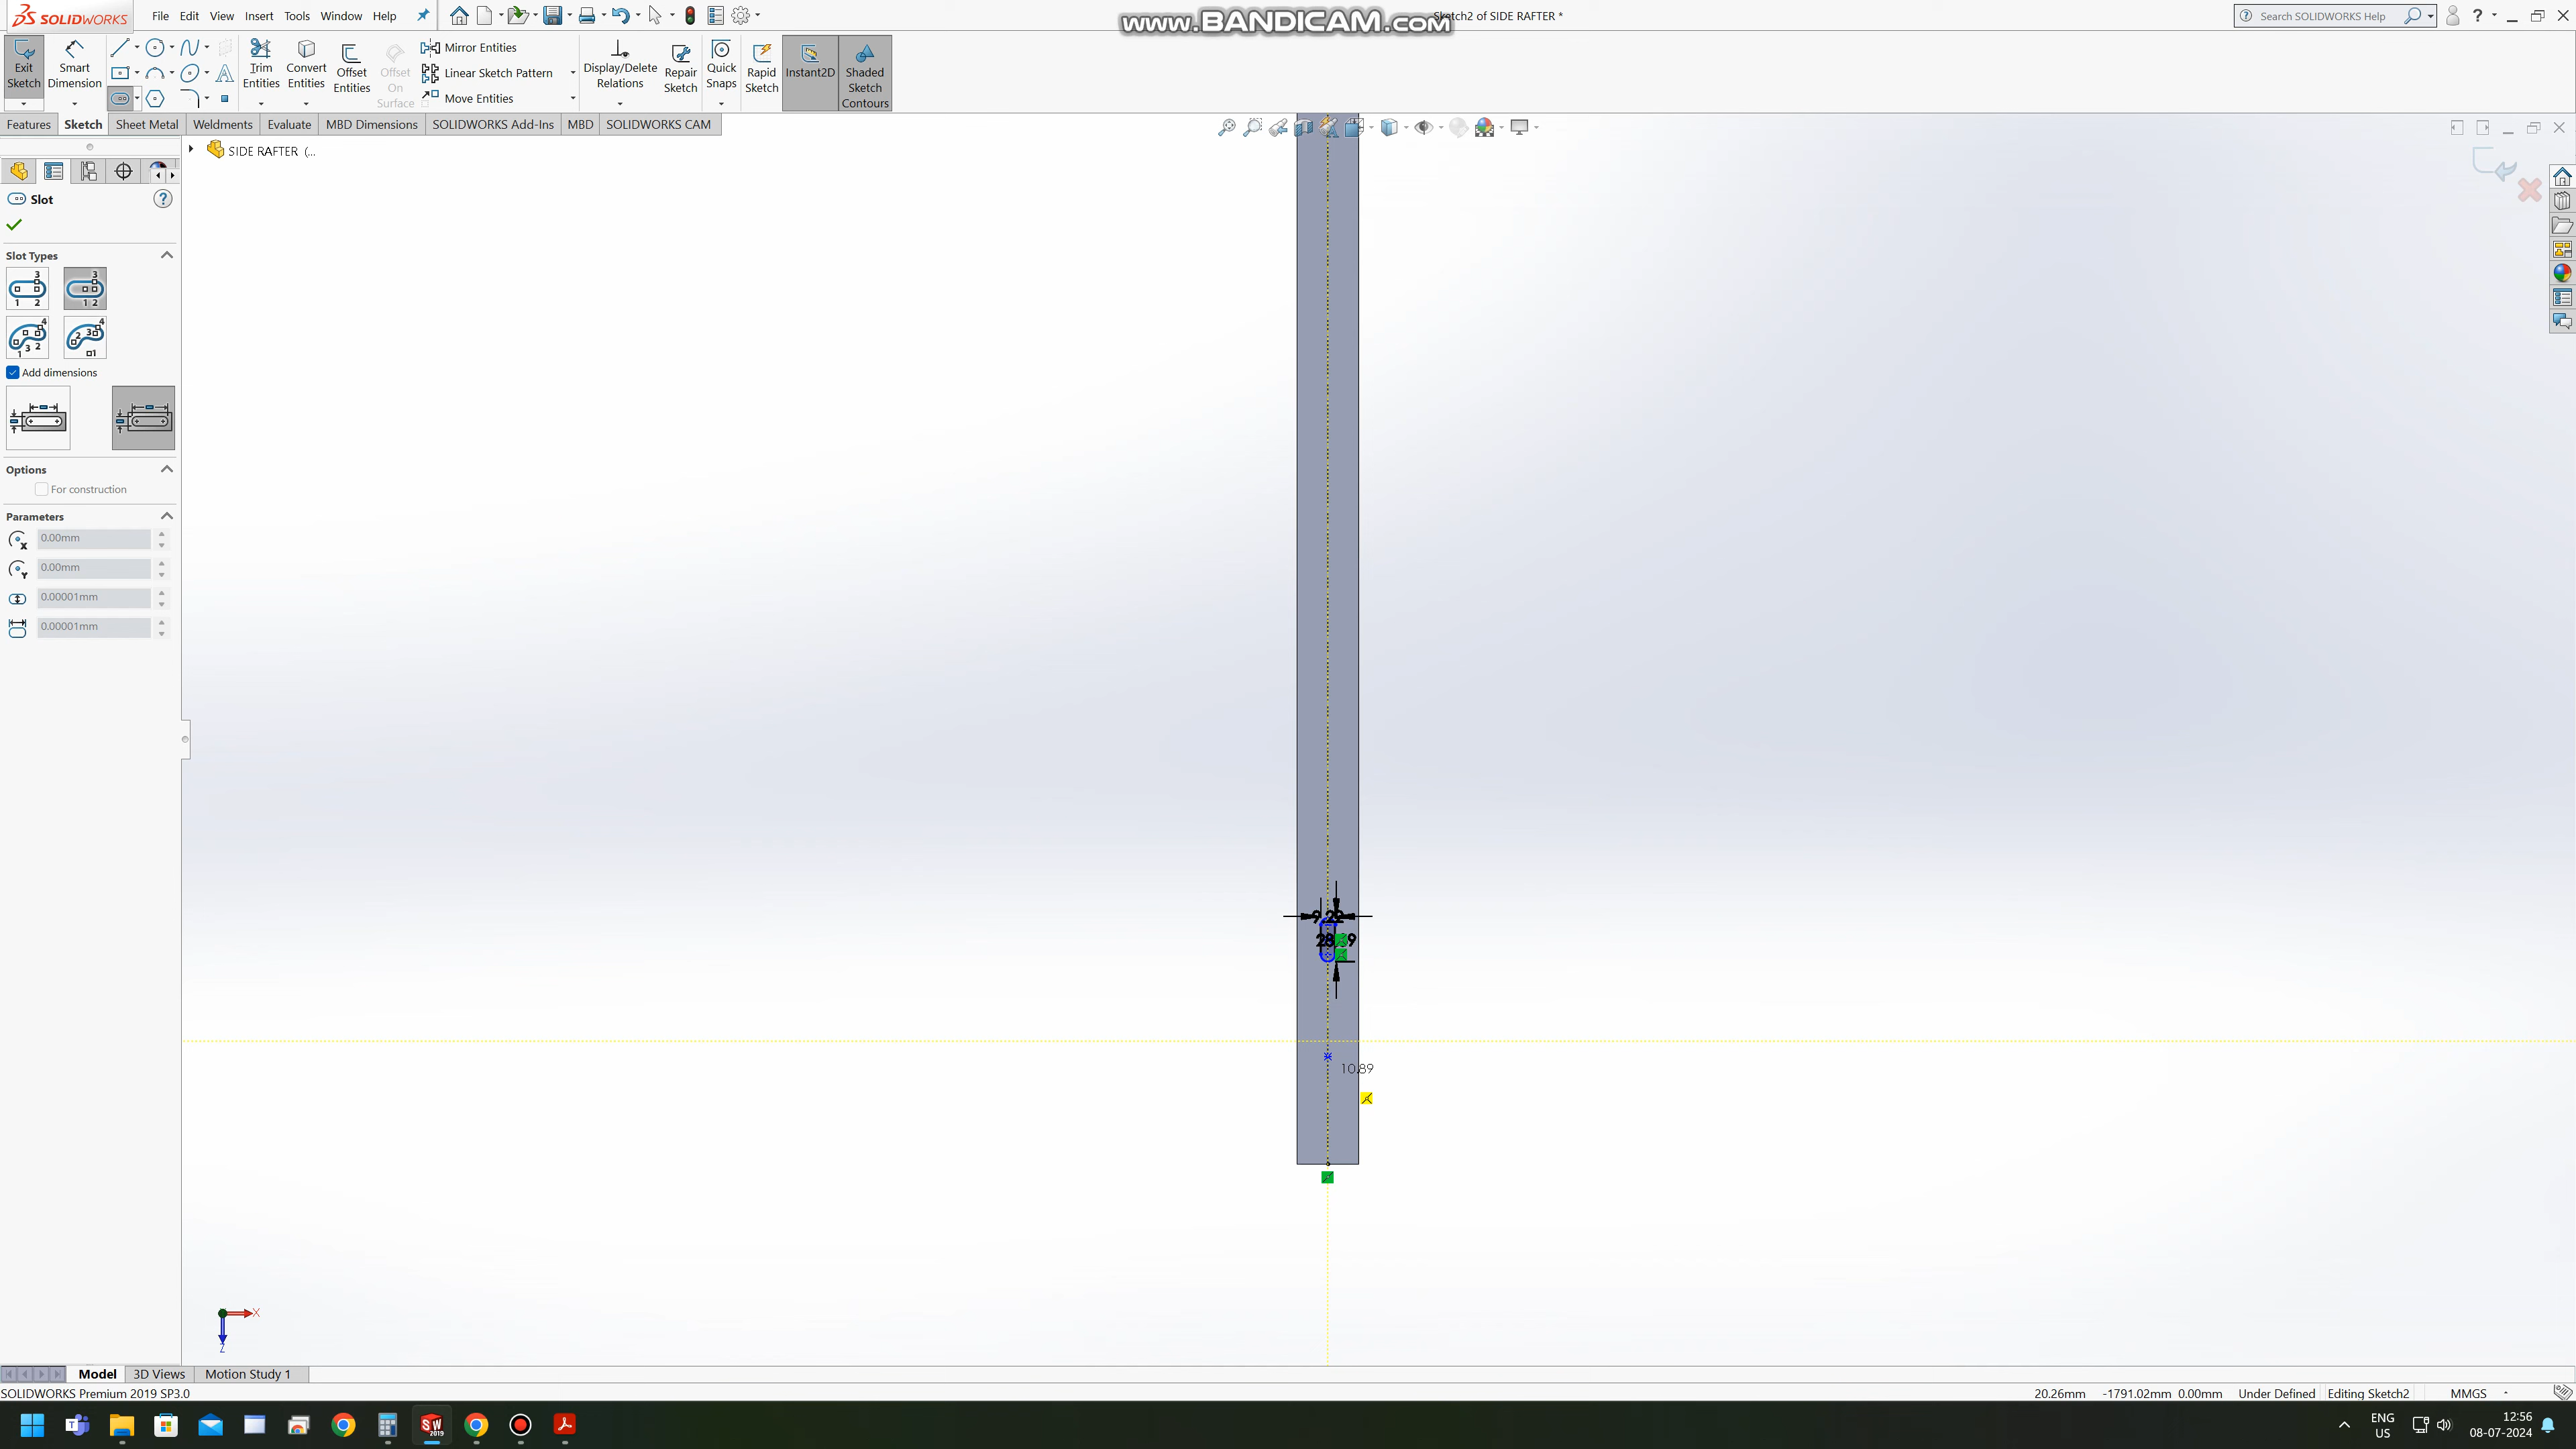 SOLIDWORKS
File Edit View Insert Tools Window Help
www.BANDICAM.com
Sketch2 of SIDE RAFTER *
Search SOLIDWORKS Help
Exit Sketch
Smart Dimension
Trim Entities
Convert Entities
Offset Entities
Offset On Surface
Mirror Entities
Linear Sketch Pattern
Move Entities
Display/Delete Relations
Repair Sketch
Quick Snaps
Rapid Sketch
Instant2D
Shaded Sketch Contours
Features Sketch Sheet Metal Weldments Evaluate MBD Dimensions SOLIDWORKS Add-Ins MBD SOLIDWORKS CAM
SIDE RAFTER (...
Slot
Slot Types
Add dimensions
Options
For construction
Parameters
0.00mm
0.00mm
0.00001mm
0.00001mm
10.89
X
Z
Model 3D Views Motion Study 1
SOLIDWORKS Premium 2019 SP3.0
20.26mm -1791.02mm 0.00mm Under Defined Editing Sketch2 MMGS
ENG US
12:56
08-07-2024